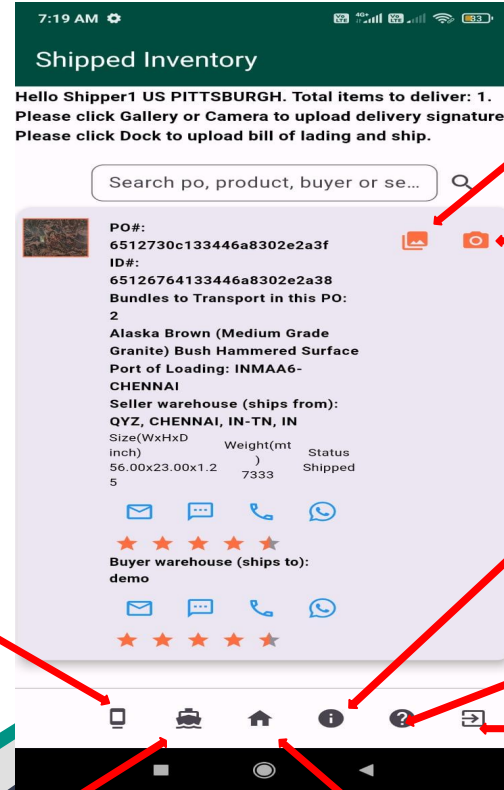 7:19 AM
4G+
33
Shipped Inventory
Hello Shipper1 US PITTSBURGH. Total items to deliver: 1.
Please click Gallery or Camera to upload delivery signature
Please click Dock to upload bill of lading and ship.
Search po, product, buyer or se...
PO#:
6512730c133446a8302e2a3f
ID#:
65126764133446a8302e2a38
Bundles to Transport in this PO:
2
Alaska Brown (Medium Grade
Granite) Bush Hammered Surface
Port of Loading: INMAA6-
CHENNAI
Seller warehouse (ships from):
QYZ, CHENNAI, IN-TN, IN
Size(WxHxD
inch)
56.00x23.00x1.2
5
Weight(mt
)
7333
Status
Shipped
Buyer warehouse (ships to):
demo